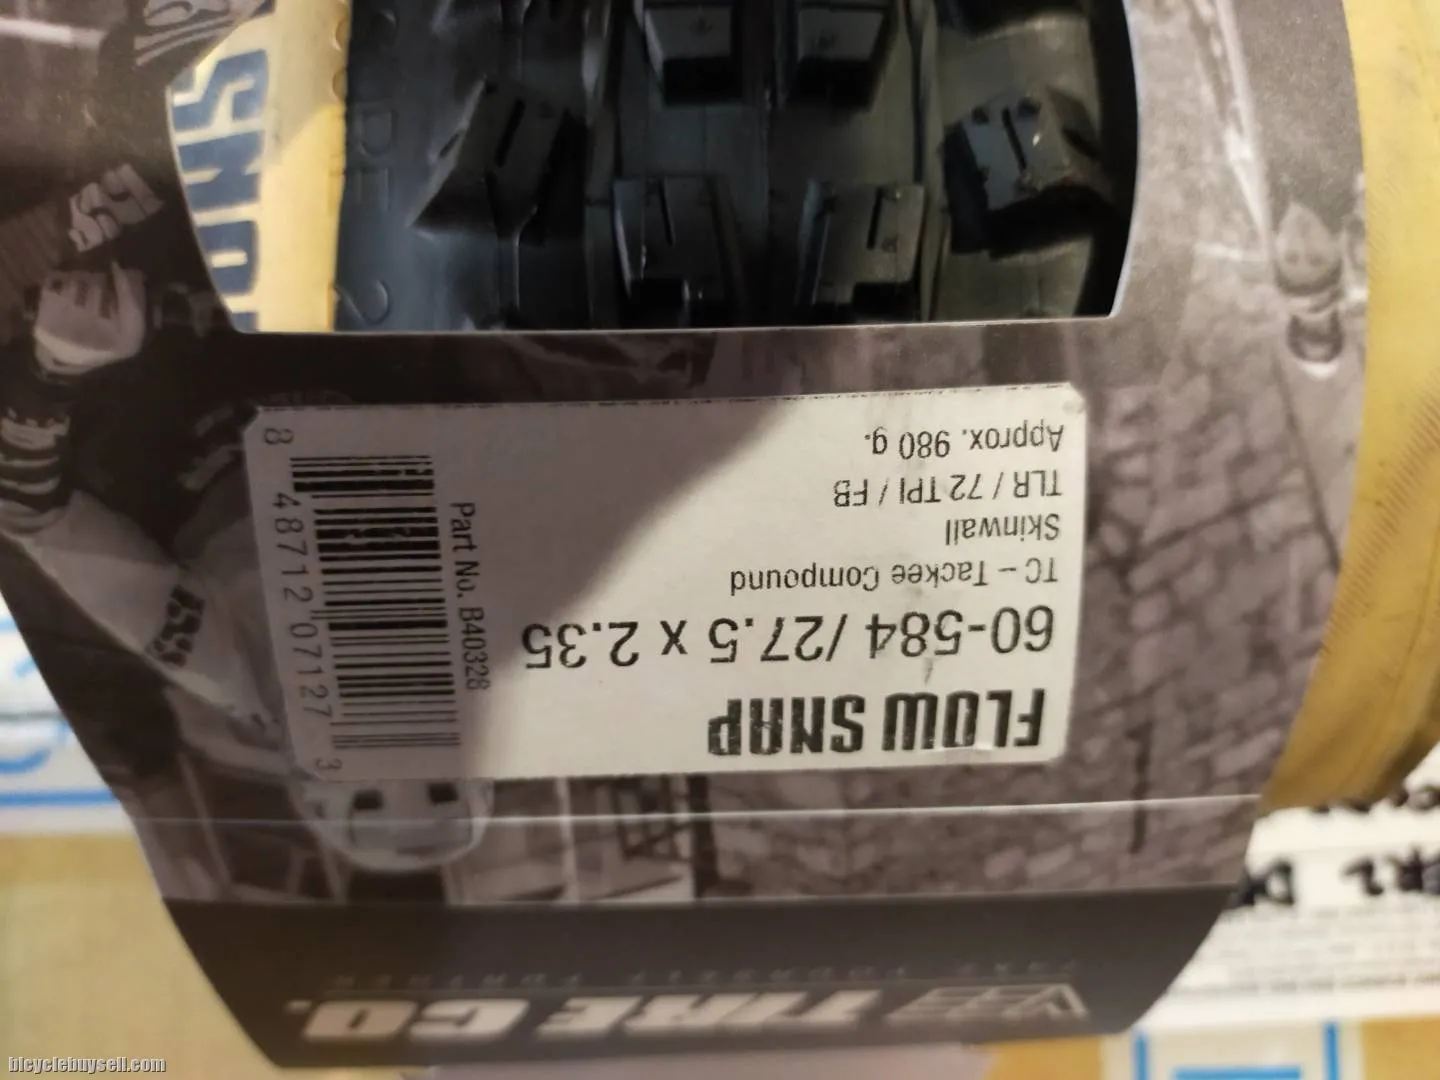 FLOW SNAP
60-584 / 27.5 x 2.35
TC – Tackee Compound
Skinwall
TLR / 72 TPI / FB
Approx. 980 g.
Part No. B40328
8 48712 07127 3
TIRE CO.
SNO
bicyclebuysell.com